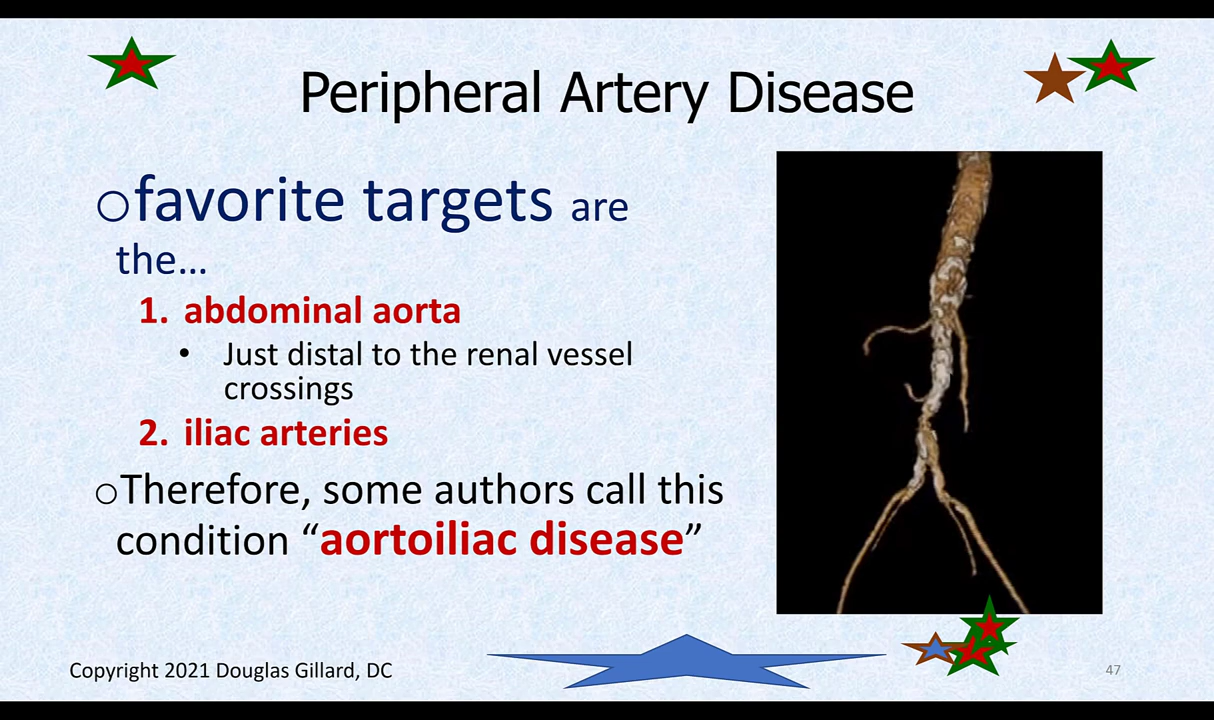 Peripheral Artery Disease
○favorite targets are
the…
1. abdominal aorta
• Just distal to the renal vessel
crossings
2. iliac arteries
○Therefore, some authors call this
condition “aortoiliac disease”
Copyright 2021 Douglas Gillard, DC
47